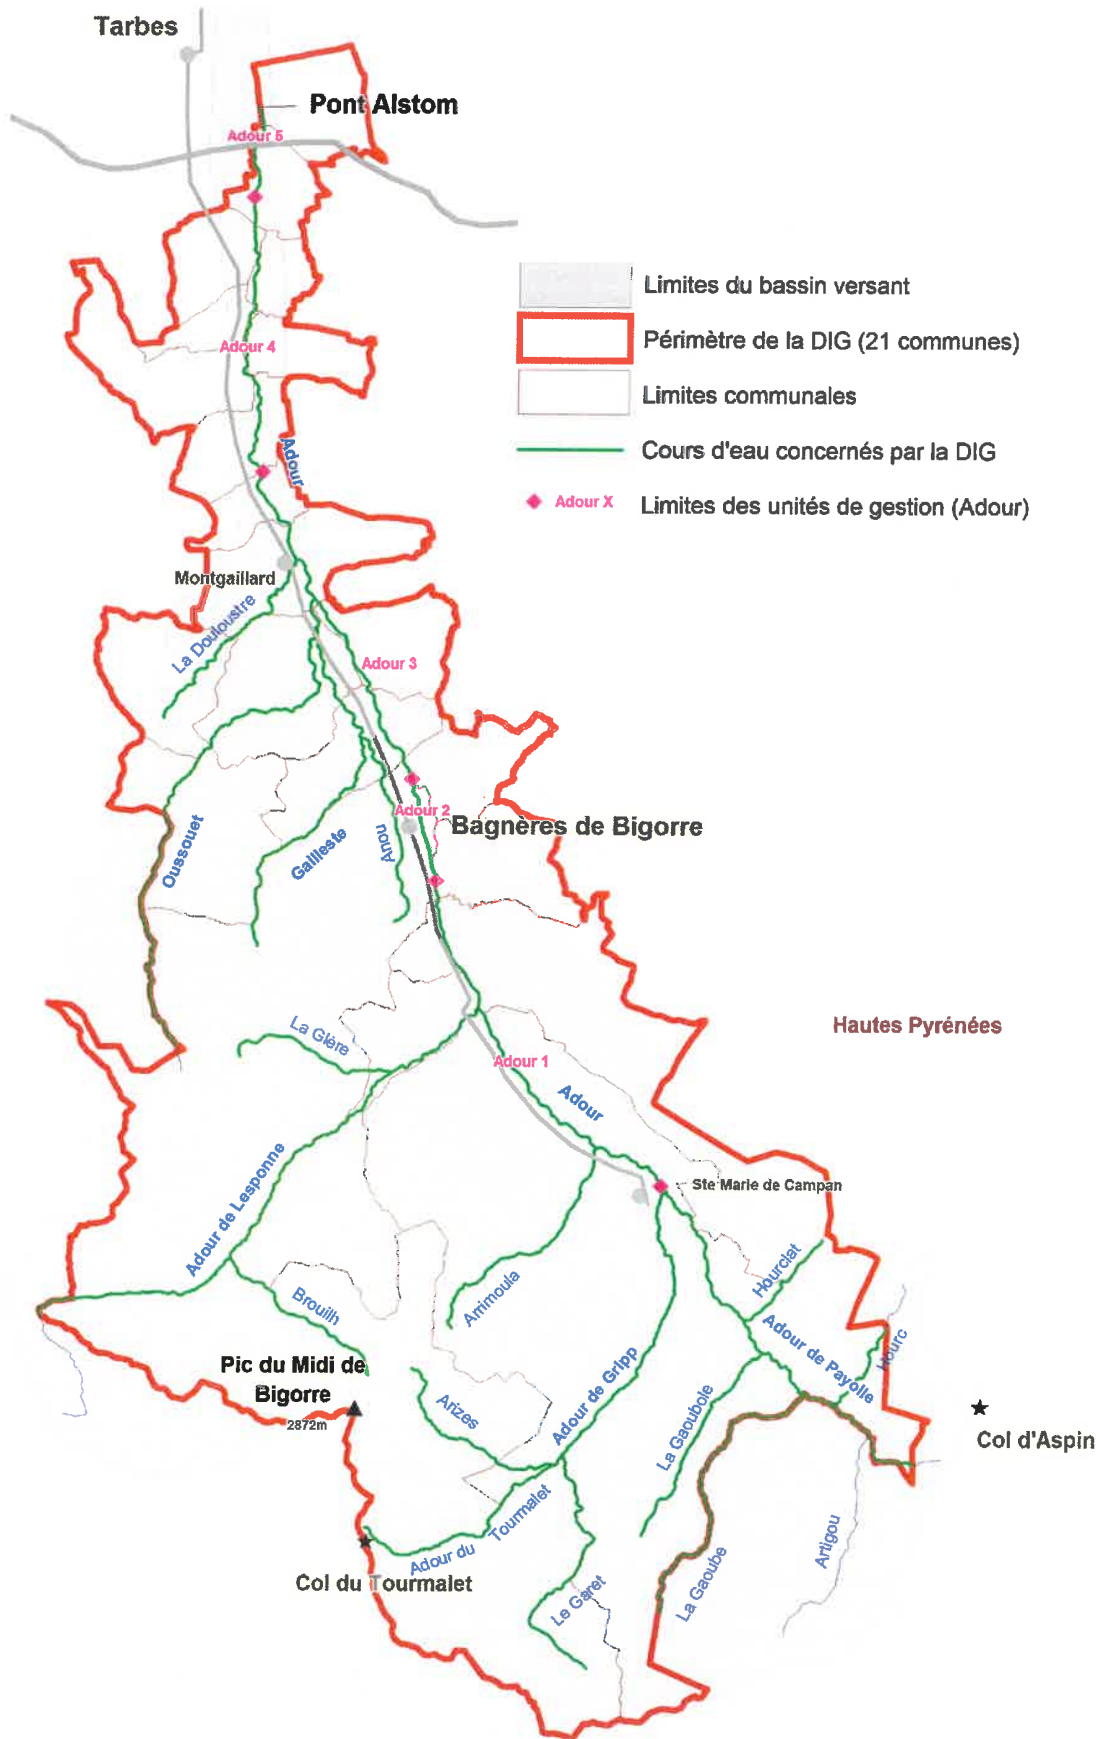 Tarbes
Pont Alstom
Adour 5
Limites du bassin versant
Périmètre de la DIG (21 communes)
Adour 4
Limites communales
Cours d'eau concernés par la DIG
Adour
Adour X
Limites des unités de gestion (Adour)
Montgaillard
La Douloustre
Adour 3
Adour 2
Bagnères de Bigorre
Oussouet
Gailleste
Anou
La Glère
Hautes Pyrénées
Adour 1
Adour
Ste Marie de Campan
Adour de Lesponne
Hourclat
Brouilh
Arrimoula
Adour de Payolle
Hourc
Pic du Midi de
Bigorre
2872m
Arizes
Adour de Gripp
La Gaoubole
Col d'Aspin
Adour du Tourmalet
Artigou
Col du Tourmalet
La Gaoube
Le Garet